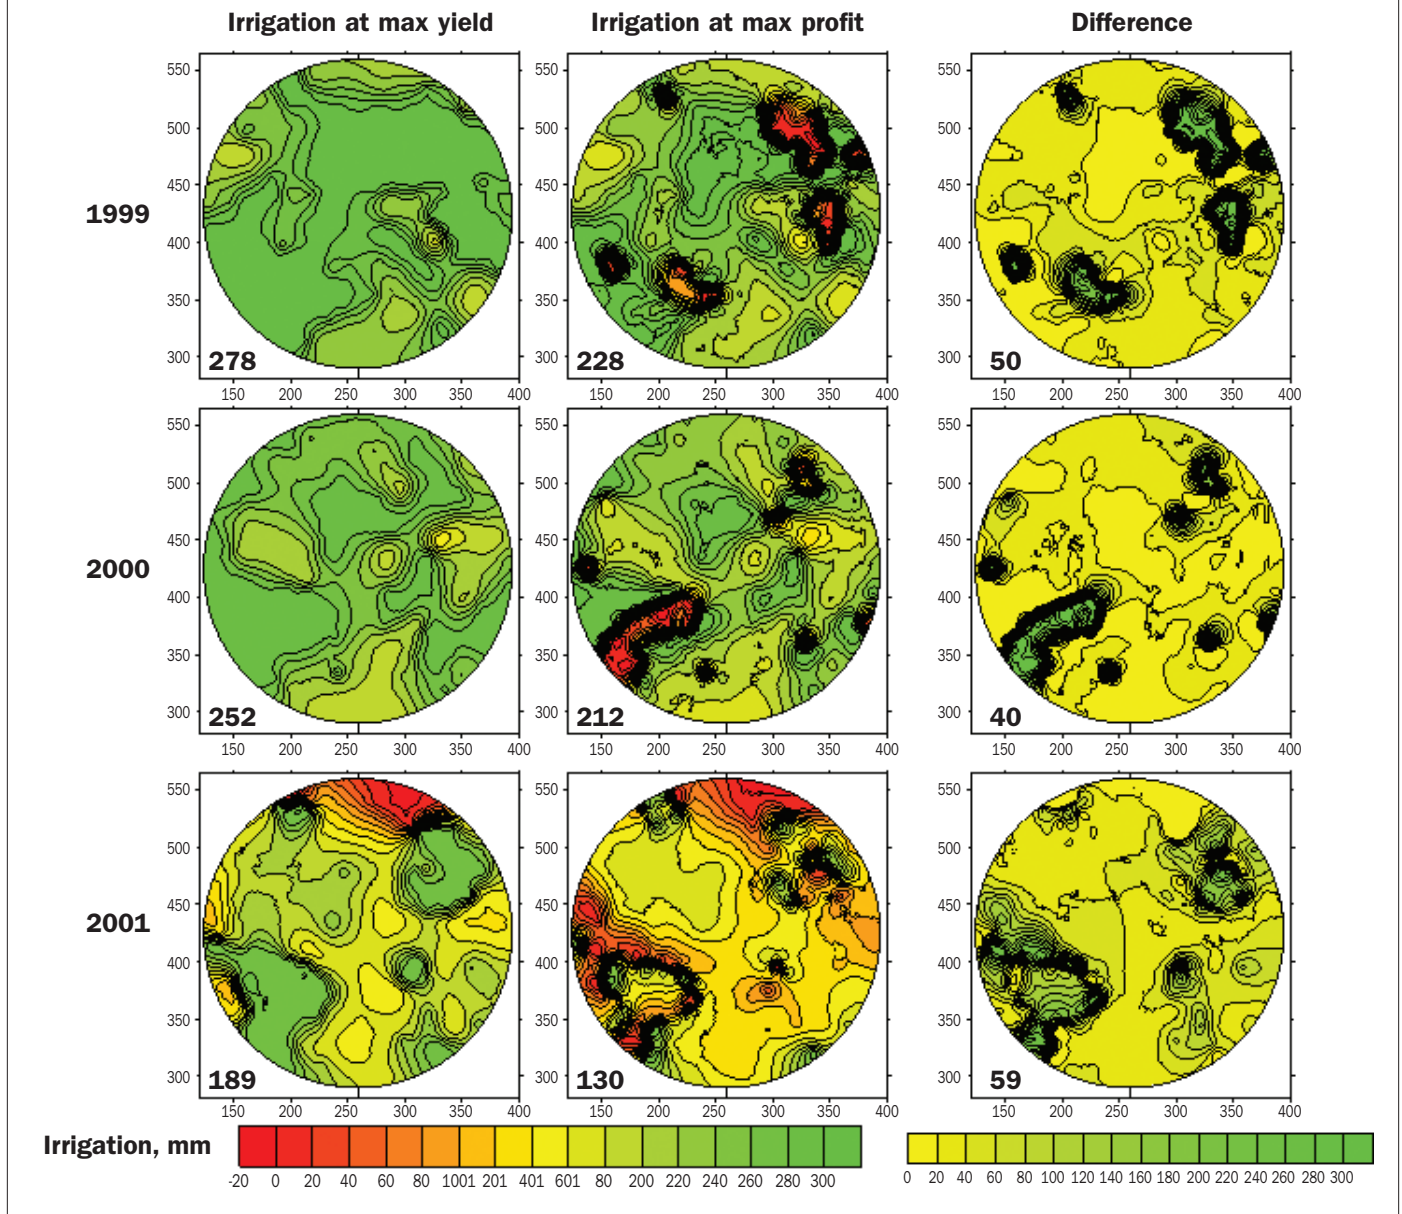 Irrigation at max yield Irrigation at max profit Difference
550 550 550
500 500 500
450 450 450
1999
400 400 400
350 350 350
300 278 300 228 300 50
150 200 250 300 350 400 150 200 250 300 350 400 150 200 250 300 350 400
550 550 550
500 500 500
450 450 450
2000
400 400 400
350 350 350
300 252 300 212 300 40
150 200 250 300 350 400 150 200 250 300 350 400 150 200 250 300 350 400
550 550 550
500 500 500
450 450 450
2001
400 400 400
350 350 350
300 189 300 130 300 59
150 200 250 300 350 400 150 200 250 300 350 400 150 200 250 300 350 400
Irrigation, mm
-20 0 20 40 60 80 1001 201 401 601 80 200 220 240 260 280 300
0 20 40 60 80 100 120 140 160 180 200 220 240 260 280 300